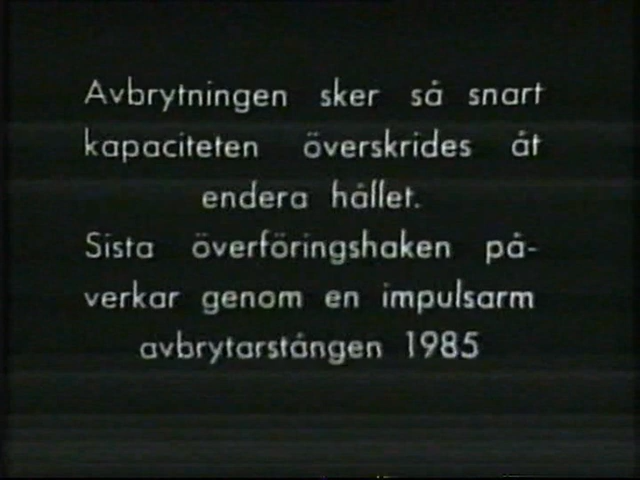 Avbrytningen sker så snart
kapaciteten överskrides åt
endera hållet.
Sista överföringshaken på-
verkar genom en impulsarm
avbrytarstången 1985